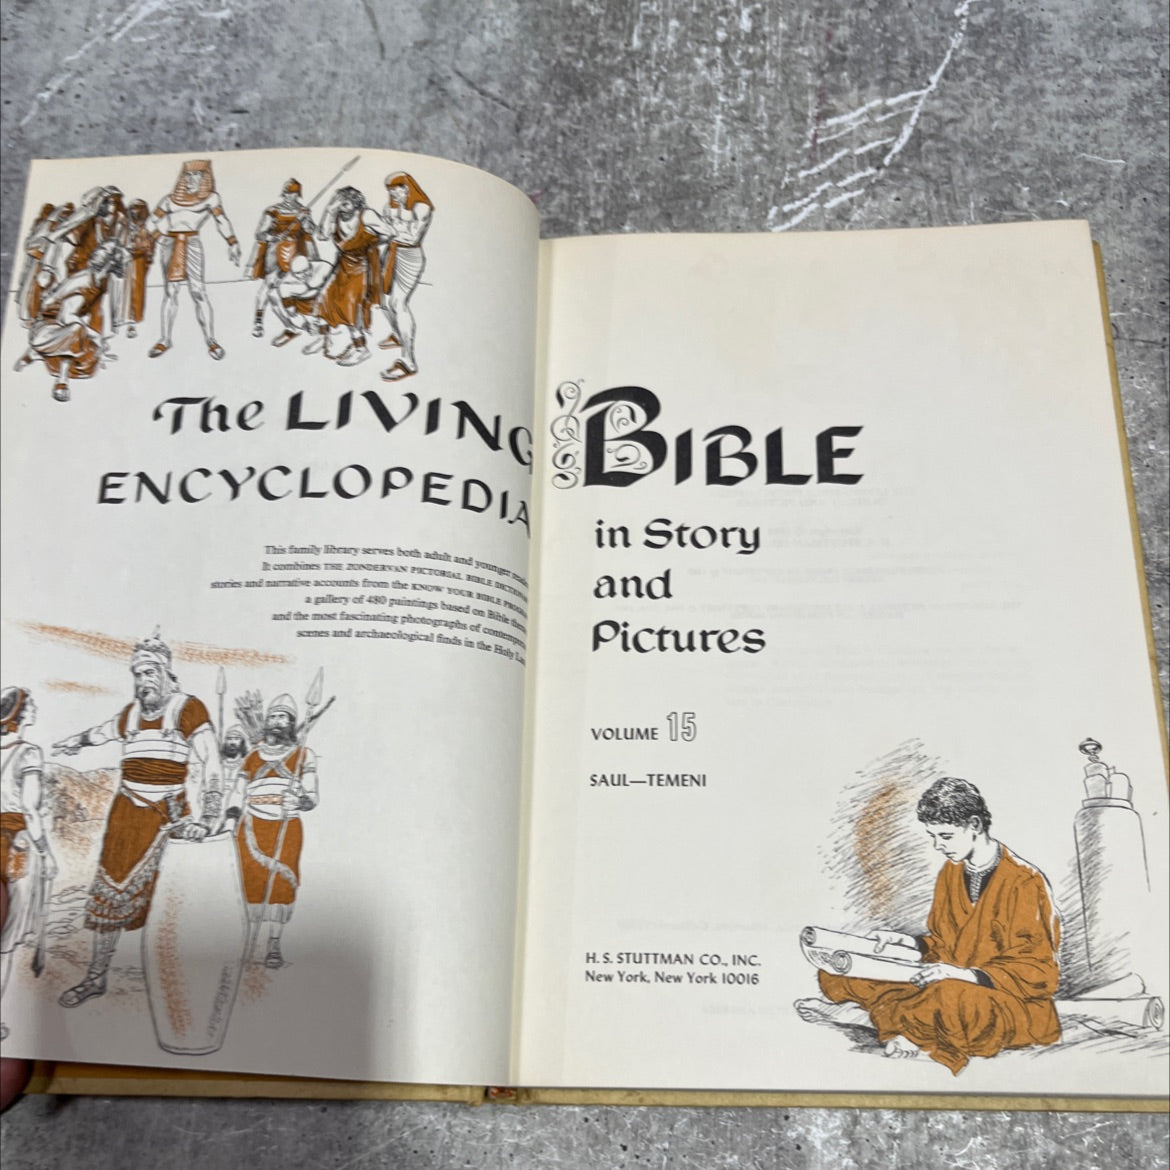 The LIVING
ENCYCLOPEDIA
This family library serves both adult and younger
It combines THE ZONDERVAN PICTORIAL BIBLE
stories and narrative accounts from the KNOW YOUR BIBLE
a gallery of 480 paintings based on Bible
and the most fascinating photographs of
scenes and archaeological finds in the Holy
BIBLE
in Story
and
Pictures
VOLUME 15
SAUL—TEMENI
H. S. STUTTMAN CO., INC.
New York, New York 10016